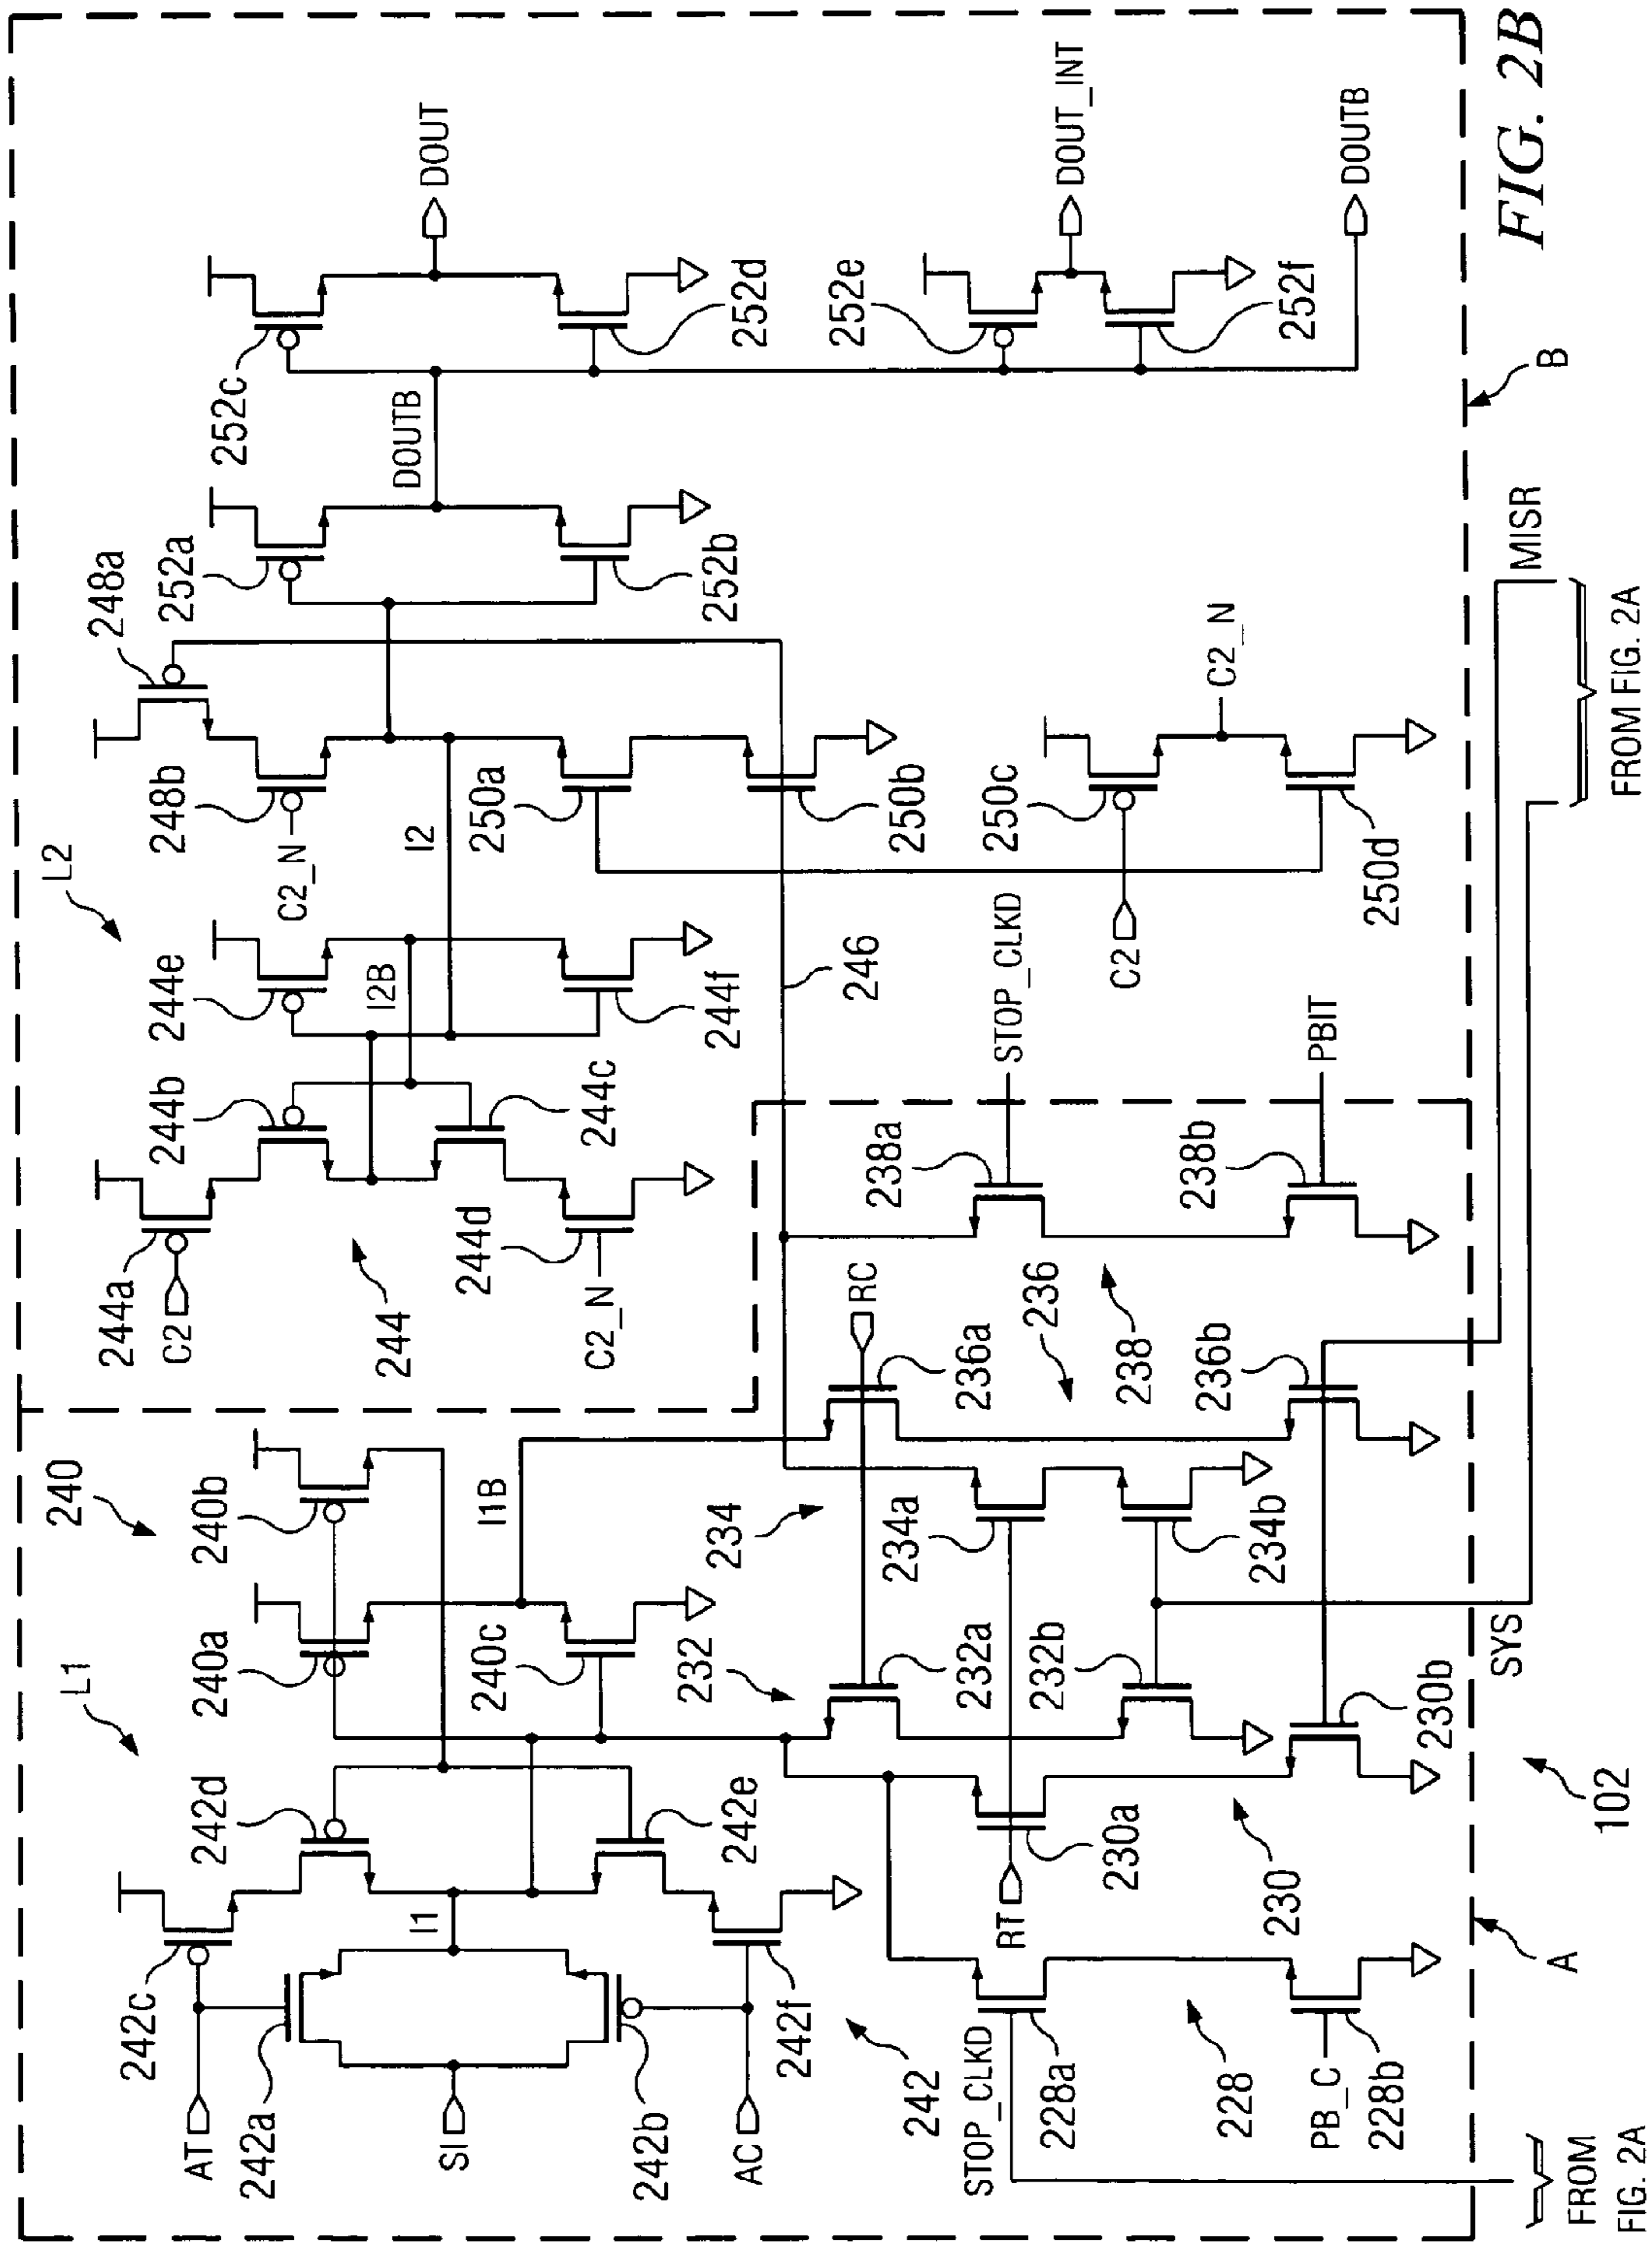 FIG. 2B
L1
240
L2
AT
242c
242d
240a
240b
244a
C2
244b
244e
248b
248a
252a
252c
242a
SI
I1
I1B
I2B
I2
C2_N
DOUTB
DOUT
242b
242e
240c
244
244d
244c
244f
250a
252b
252d
AC
242f
C2_N
242
232
234
RC
246
250b
252e
STOP_CLKD
228a
RT
230a
232a
234a
236a
236
238a
STOP_CLKD
250c
C2
C2_N
DOUT_INT
228
230
232b
234b
238
236b
238b
PBIT
250d
252f
DOUTB
PB_C
228b
230b
A
SYS
MISR
B
102
FROM
FIG. 2A
FROM FIG. 2A